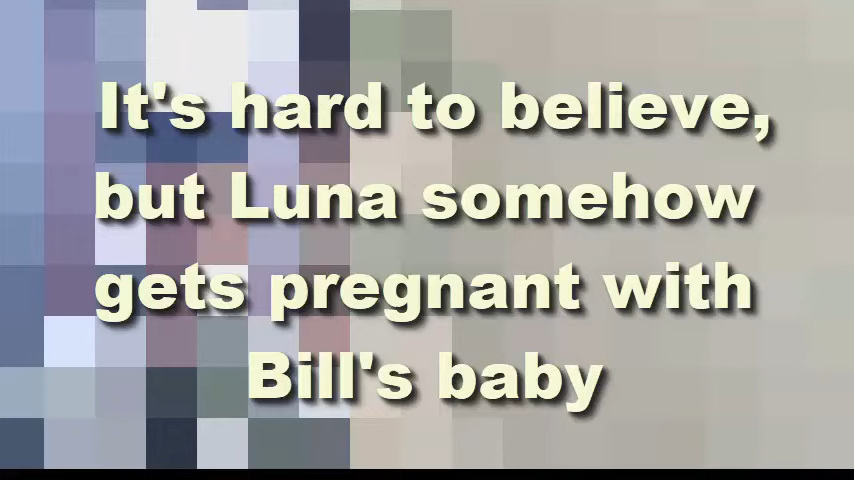 It's hard to believe,
but Luna somehow
gets pregnant with
Bill's baby